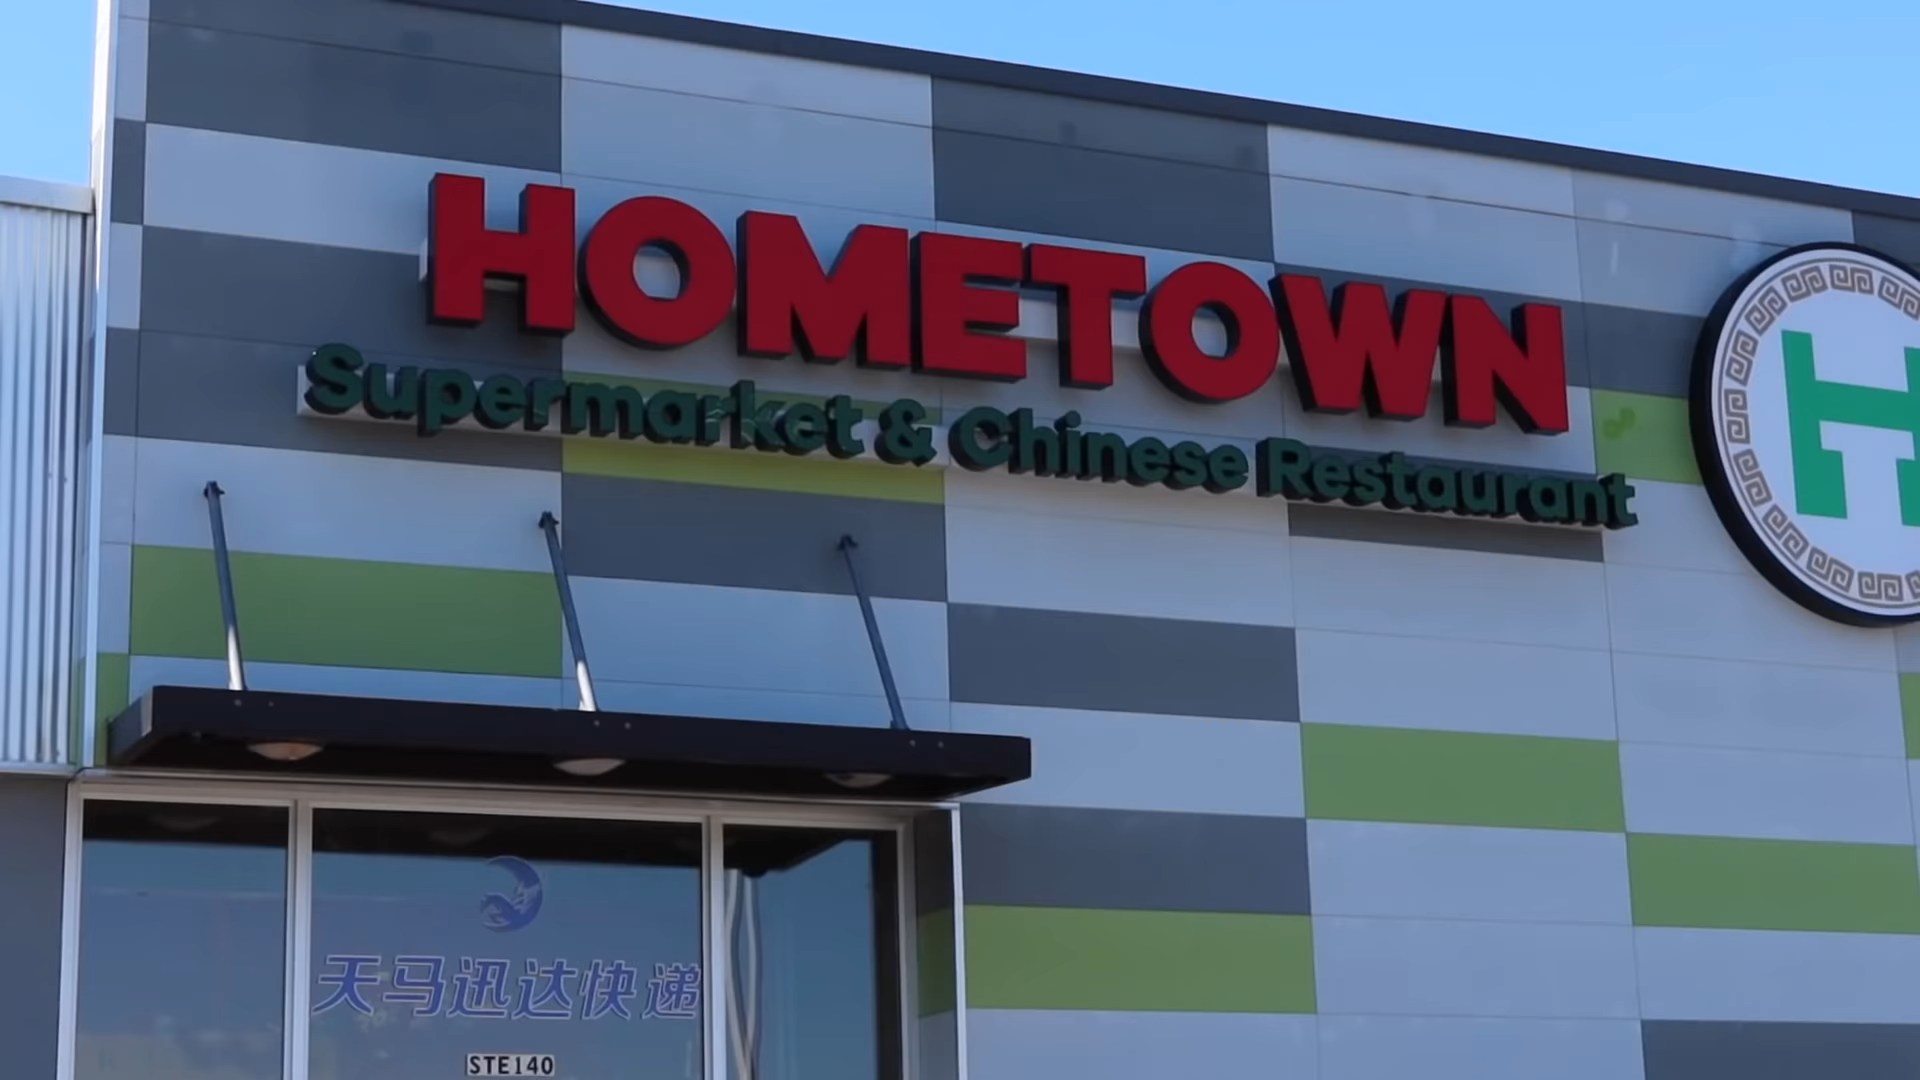 HOMETOWN
Supermarket & Chinese Restaurant
天马迅达快递
STE140